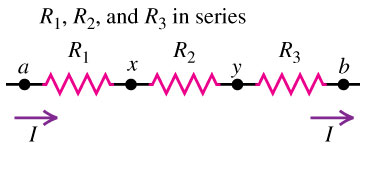 R₁, R₂, and R₃ in series
R₁ R₂ R₃
a x y b
I I